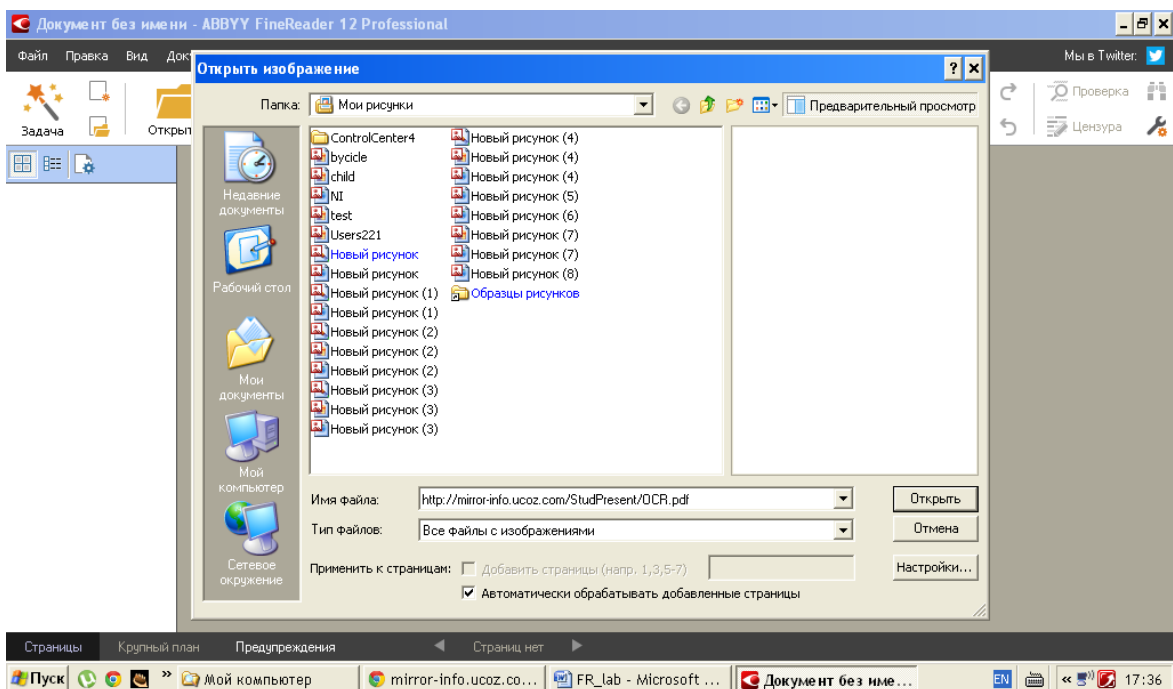 Документ без имени - ABBYY FineReader 12 Professional
Файл Правка Вид Док
Мы в Twitter:
Задача
Открыт
Проверка
Цензура
Открыть изображение
Папка: Мои рисунки
Предварительный просмотр
Недавние
документы
Рабочий стол
Мои
документы
Мой
компьютер
Сетевое
окружение
ControlCenter4
bycicle
child
NI
test
Users221
Новый рисунок
Новый рисунок
Новый рисунок (1)
Новый рисунок (1)
Новый рисунок (2)
Новый рисунок (2)
Новый рисунок (2)
Новый рисунок (3)
Новый рисунок (3)
Новый рисунок (3)
Новый рисунок (4)
Новый рисунок (4)
Новый рисунок (4)
Новый рисунок (5)
Новый рисунок (6)
Новый рисунок (7)
Новый рисунок (7)
Новый рисунок (8)
Образцы рисунков
Имя файла: http://mirror-info.ucoz.com/StudPresent/OCR.pdf
Открыть
Тип файлов: Все файлы с изображениями
Отмена
Применить к страницам: Добавить страницы (напр. 1,3,5-7)
Настройки...
Автоматически обрабатывать добавленные страницы
Страницы Крупный план Предупреждения Страниц нет
Пуск » Мой компьютер mirror-info.ucoz.co... FR_lab - Microsoft ... Документ без име... EN « 17:36